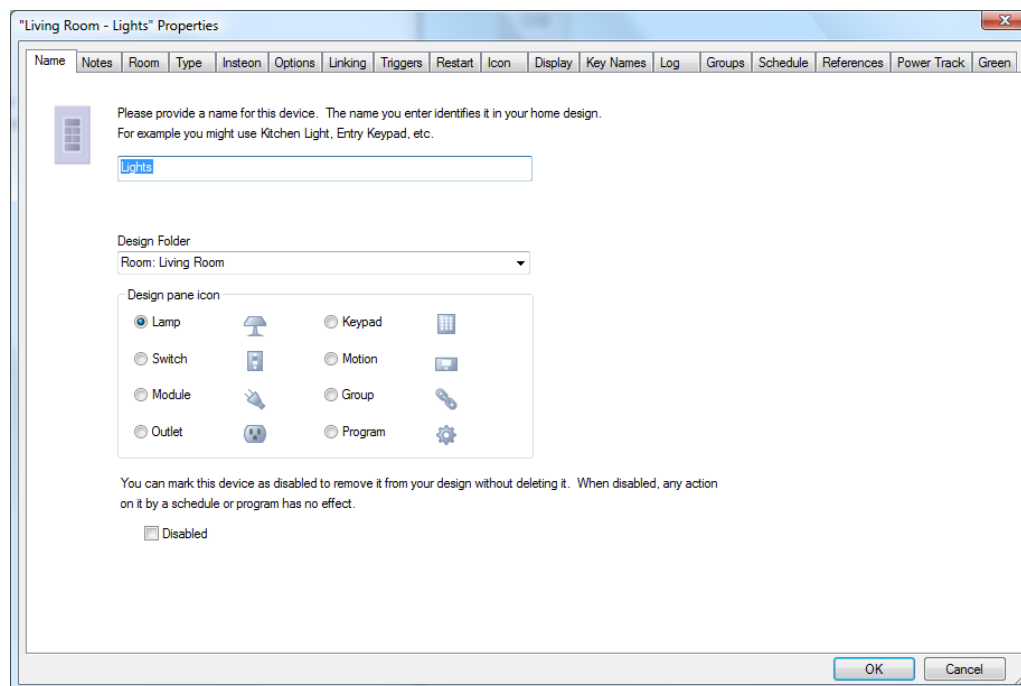 "Living Room - Lights" Properties
Name Notes Room Type Insteon Options Linking Triggers Restart Icon Display Key Names Log Groups Schedule References Power Track Green
Please provide a name for this device. The name you enter identifies it in your home design.
For example you might use Kitchen Light, Entry Keypad, etc.
Lights
Design Folder
Room: Living Room
Design pane icon
Lamp Keypad
Switch Motion
Module Group
Outlet Program
You can mark this device as disabled to remove it from your design without deleting it. When disabled, any action
on it by a schedule or program has no effect.
Disabled
OK Cancel